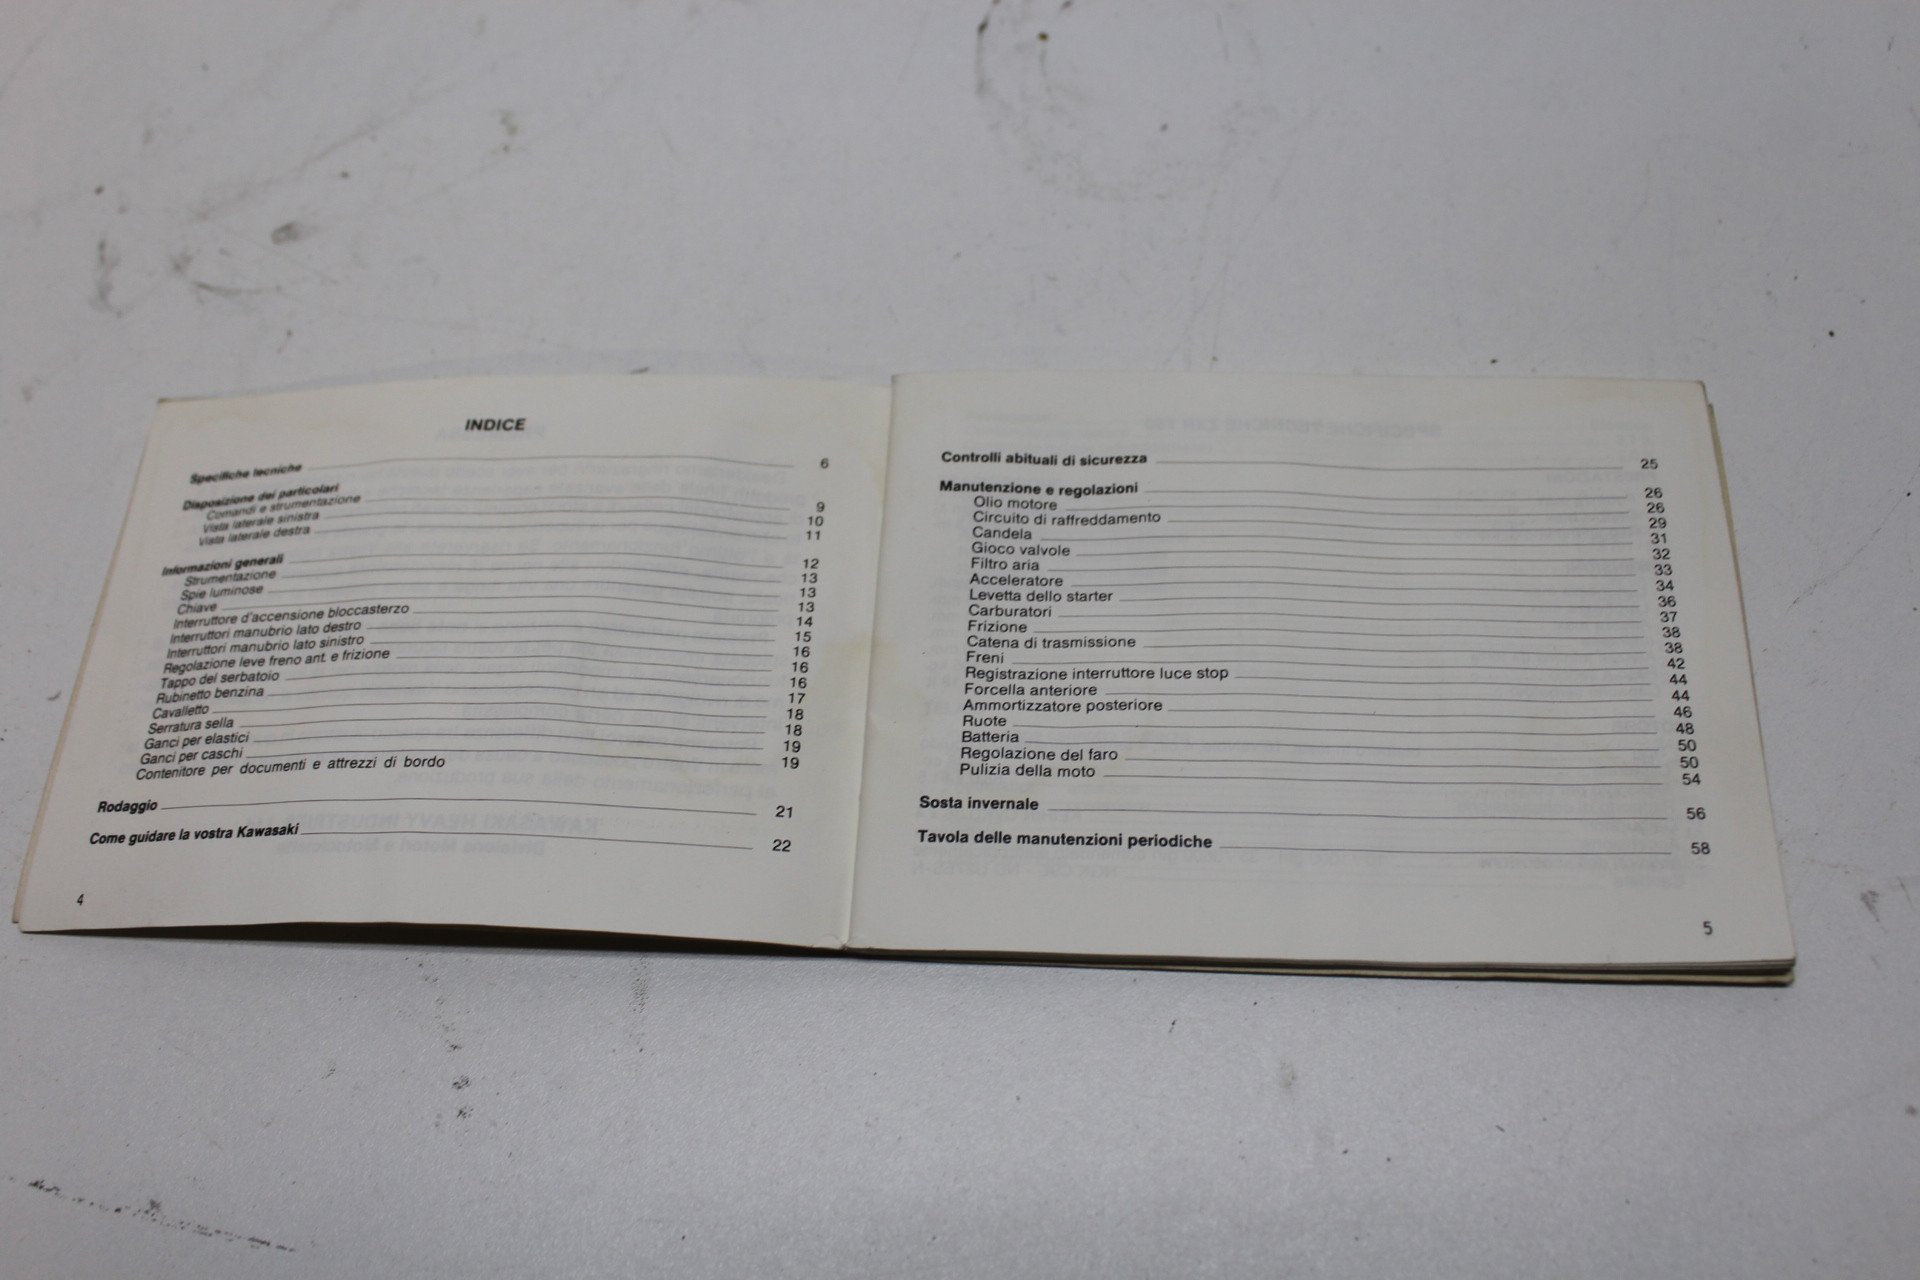 INDICE
Specifiche tecniche 6
Disposizione dei particolari
Comandi e strumentazione 9
Vista laterale sinistra 10
Vista laterale destra 11
Informazioni generali 12
Strumentazione 13
Spie luminose 13
Chiave 13
Interruttore d'accensione bloccasterzo 14
Interruttori manubrio lato destro 15
Interruttori manubrio lato sinistro 16
Regolazione leve freno ant. e frizione 16
Tappo del serbatoio 16
Rubinetto benzina 17
Cavalletto 18
Serratura sella 18
Ganci per elastici 19
Ganci per caschi 19
Contenitore per documenti e attrezzi di bordo
Rodaggio 21
Come guidare la vostra Kawasaki 22
4
Controlli abituali di sicurezza 25
Manutenzione e regolazioni 26
Olio motore 26
Circuito di raffreddamento 29
Candela 31
Gioco valvole 32
Filtro aria 33
Acceleratore 34
Levetta dello starter 36
Carburatori 37
Frizione 38
Catena di trasmissione 38
Freni 42
Registrazione interruttore luce stop 44
Forcella anteriore 44
Ammortizzatore posteriore 46
Ruote 48
Batteria 50
Regolazione del faro 50
Pulizia della moto 54
Sosta invernale 56
Tavola delle manutenzioni periodiche 58
5